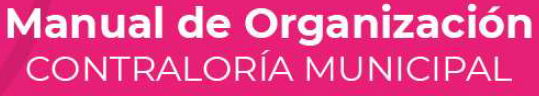 Manual de Organización
CONTRALORÍA MUNICIPAL